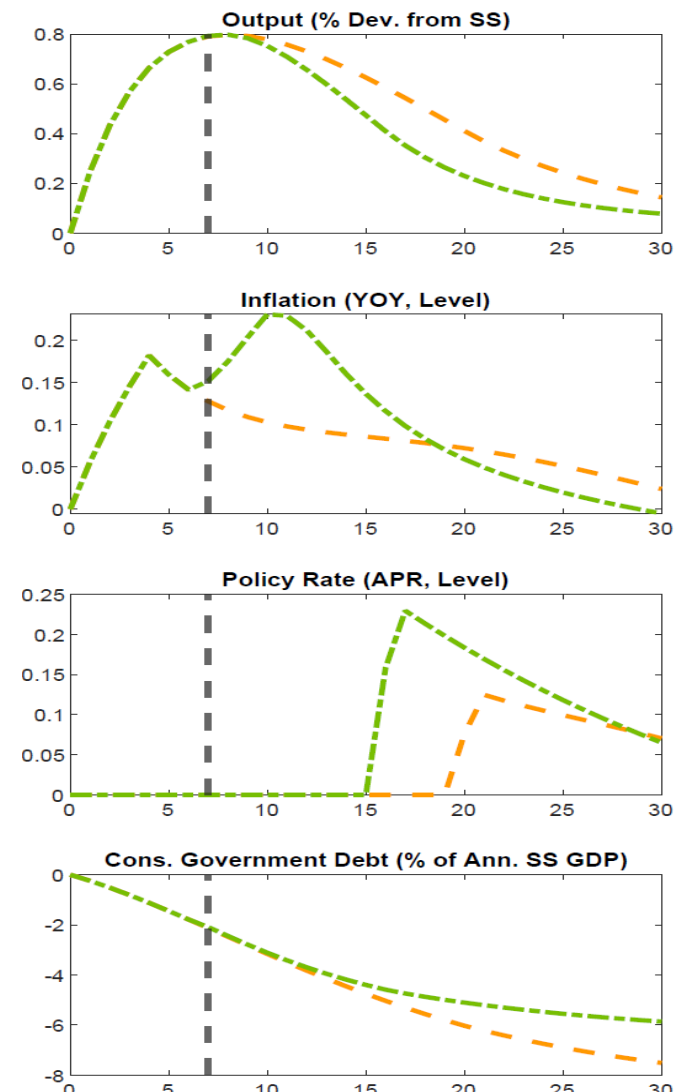 Output (% Dev. from SS)
0.8
0.6
0.4
0.2
0
0 5 10 15 20 25 30
Inflation (YOY, Level)
0.2
0.15
0.1
0.05
0
0 5 10 15 20 25 30
Policy Rate (APR, Level)
0.25
0.2
0.15
0.1
0.05
0
0 5 10 15 20 25 30
Cons. Government Debt (% of Ann. SS GDP)
0
-2
-4
-6
-8
0 5 10 15 20 25 30